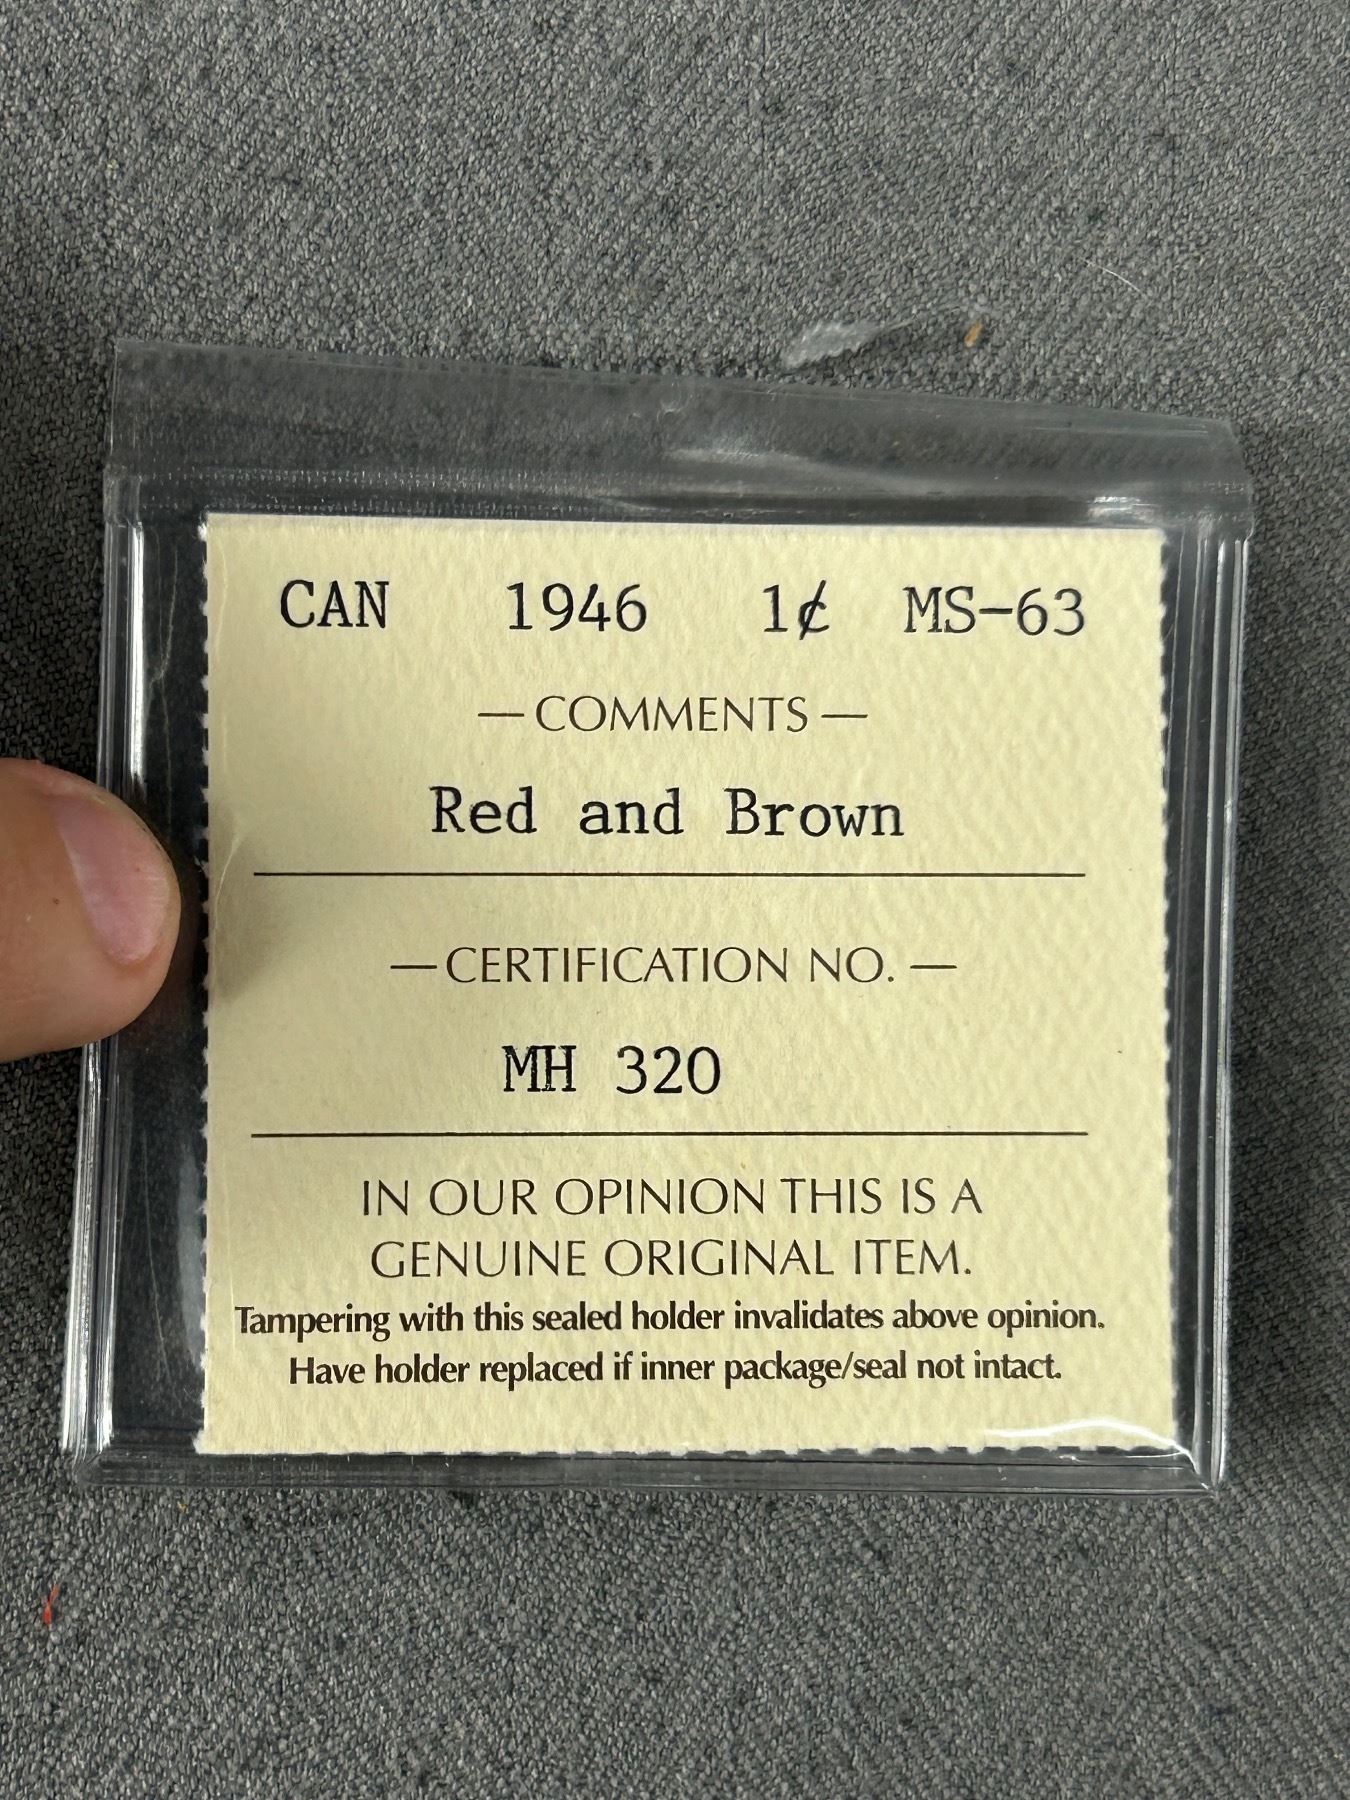 CAN 1946 1¢ MS-63
— COMMENTS —
Red and Brown
— CERTIFICATION NO. —
MH 320
IN OUR OPINION THIS IS A
GENUINE ORIGINAL ITEM.
Tampering with this sealed holder invalidates above opinion.
Have holder replaced if inner package/seal not intact.